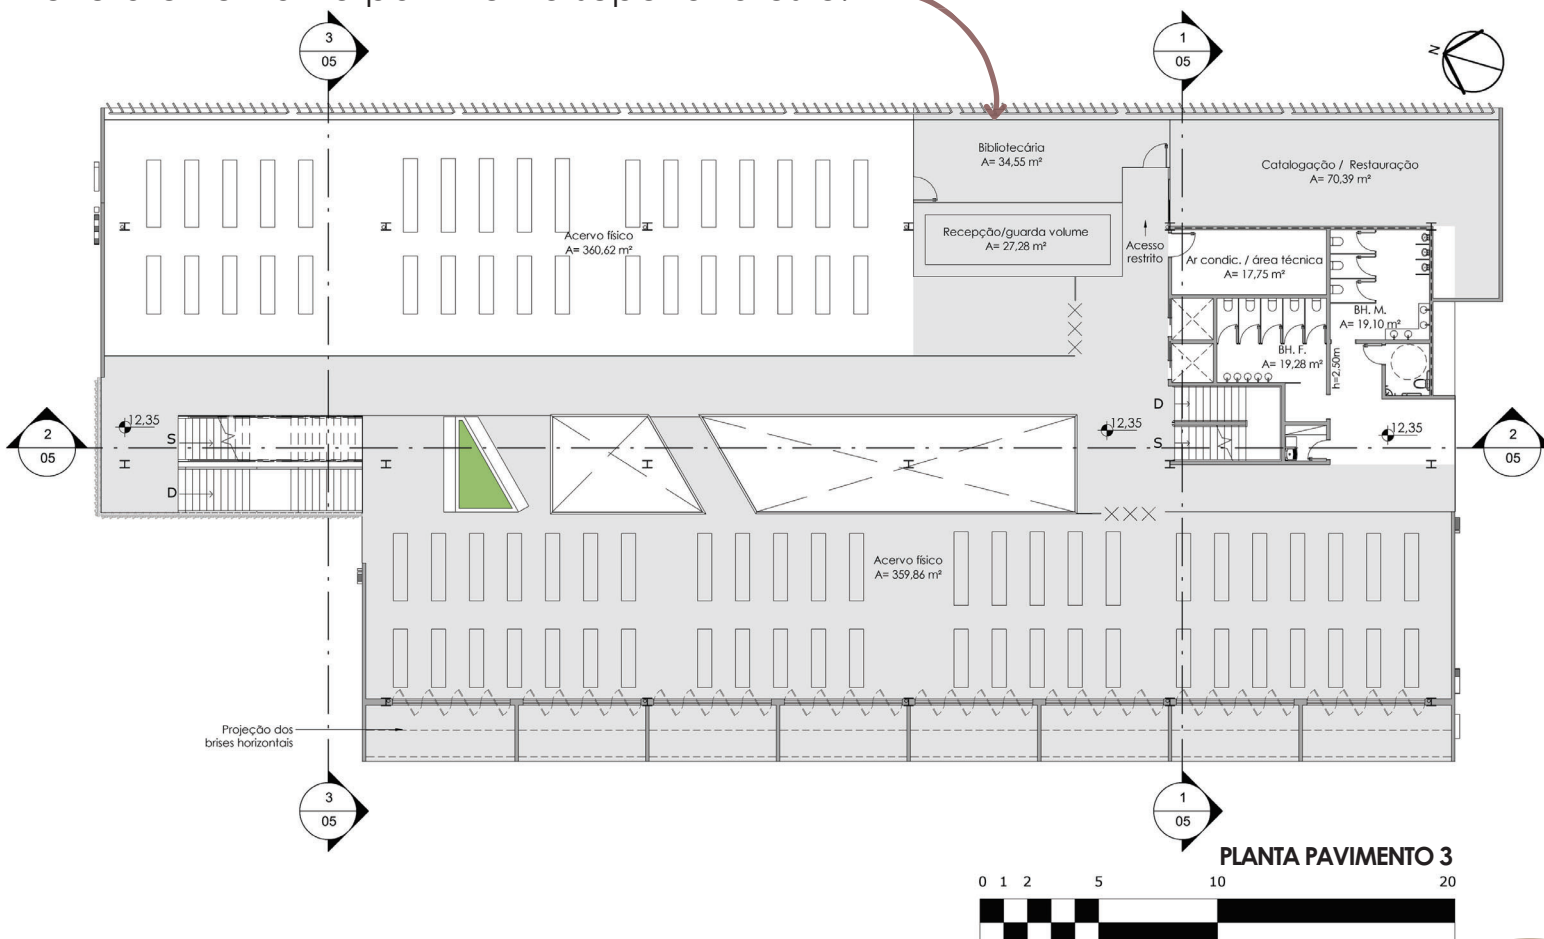 3
05
1
05
N
Bibliotecária
A= 34,55 m²
Catalogação / Restauração
A= 70,39 m²
Acervo físico
A= 360,62 m²
Recepção/guarda volume
A= 27,28 m²
Acesso
restrito
Ar condic. / área técnica
A= 17,75 m²
BH. M.
A= 19,10 m²
BH. F.
A= 19,28 m²
h=2,50m
2
05
12,35
S
D
D
S
12,35
12,35
2
05
Acervo físico
A= 359,86 m²
Projeção dos
brises horizontais
3
05
1
05
PLANTA PAVIMENTO 3
0 1 2 5 10 20